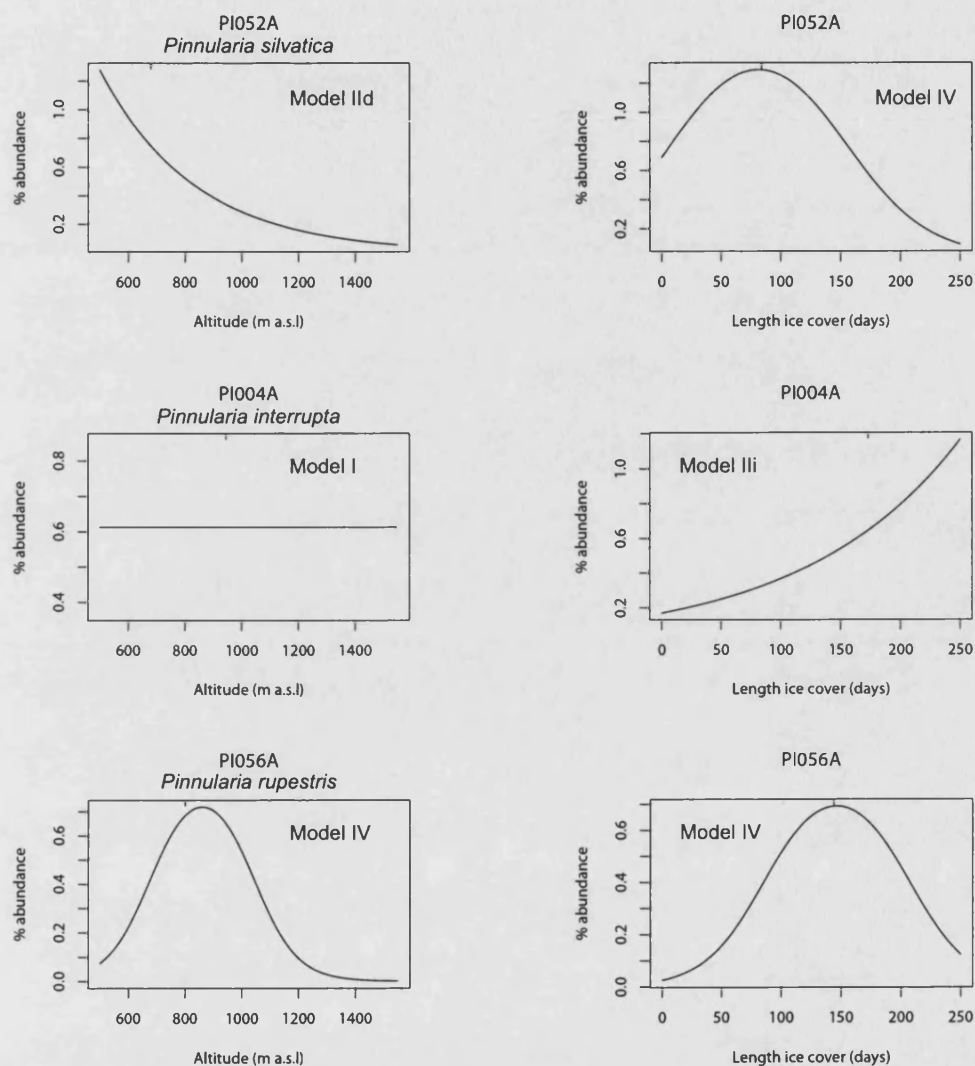 PI052A
Pinnularia silvatica
Model IId
% abundance
0.2 0.6 1.0
600 800 1000 1200 1400
Altitude (m a.s.l)
PI052A
Model IV
% abundance
0.2 0.6 1.0
0 50 100 150 200 250
Length ice cover (days)
PI004A
Pinnularia interrupta
Model I
% abundance
0.4 0.6 0.8
600 800 1000 1200 1400
Altitude (m a.s.l)
PI004A
Model IIi
% abundance
0.2 0.6 1.0
0 50 100 150 200 250
Length ice cover (days)
PI056A
Pinnularia rupestris
Model IV
% abundance
0.0 0.2 0.4 0.6
600 800 1000 1200 1400
Altitude (m a.s.l)
PI056A
Model IV
% abundance
0.0 0.2 0.4 0.6
0 50 100 150 200 250
Length ice cover (days)